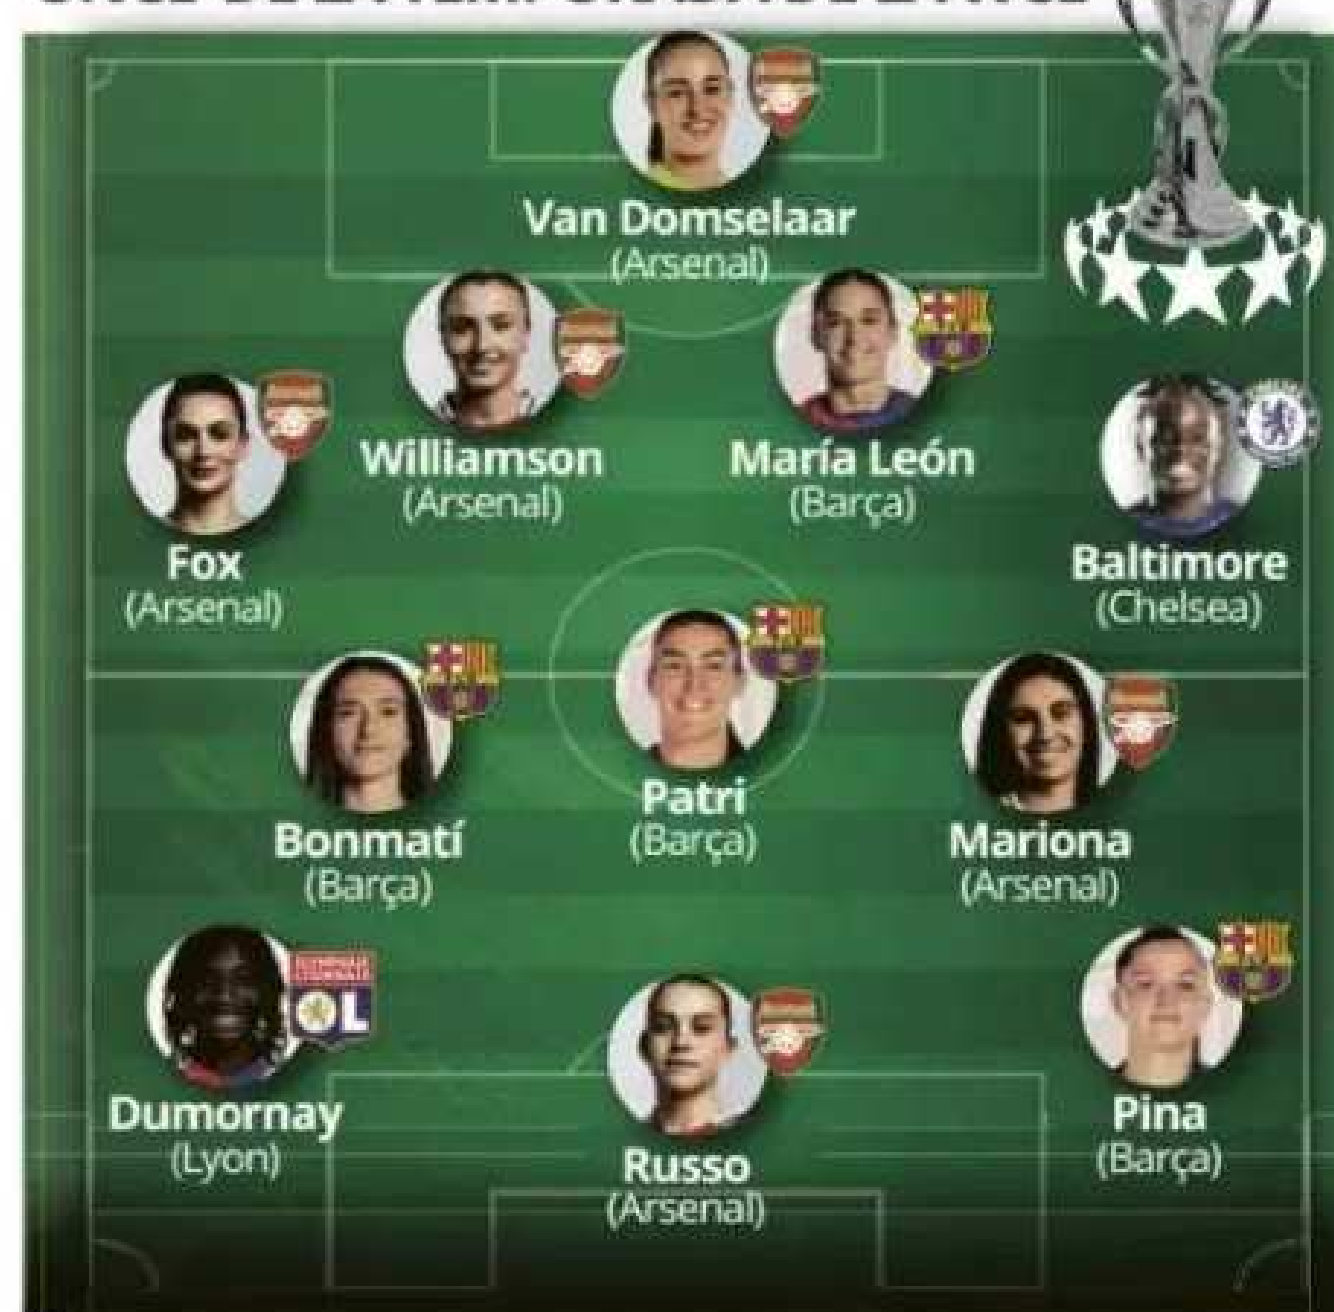 Van Domselaar
(Arsenal)
Williamson
(Arsenal)
María León
(Barça)
Fox
(Arsenal)
Baltimore
(Chelsea)
Bonmatí
(Barça)
Patri
(Barça)
Mariona
(Arsenal)
Dumornay
(Lyon)
OL
Russo
(Arsenal)
Pina
(Barça)